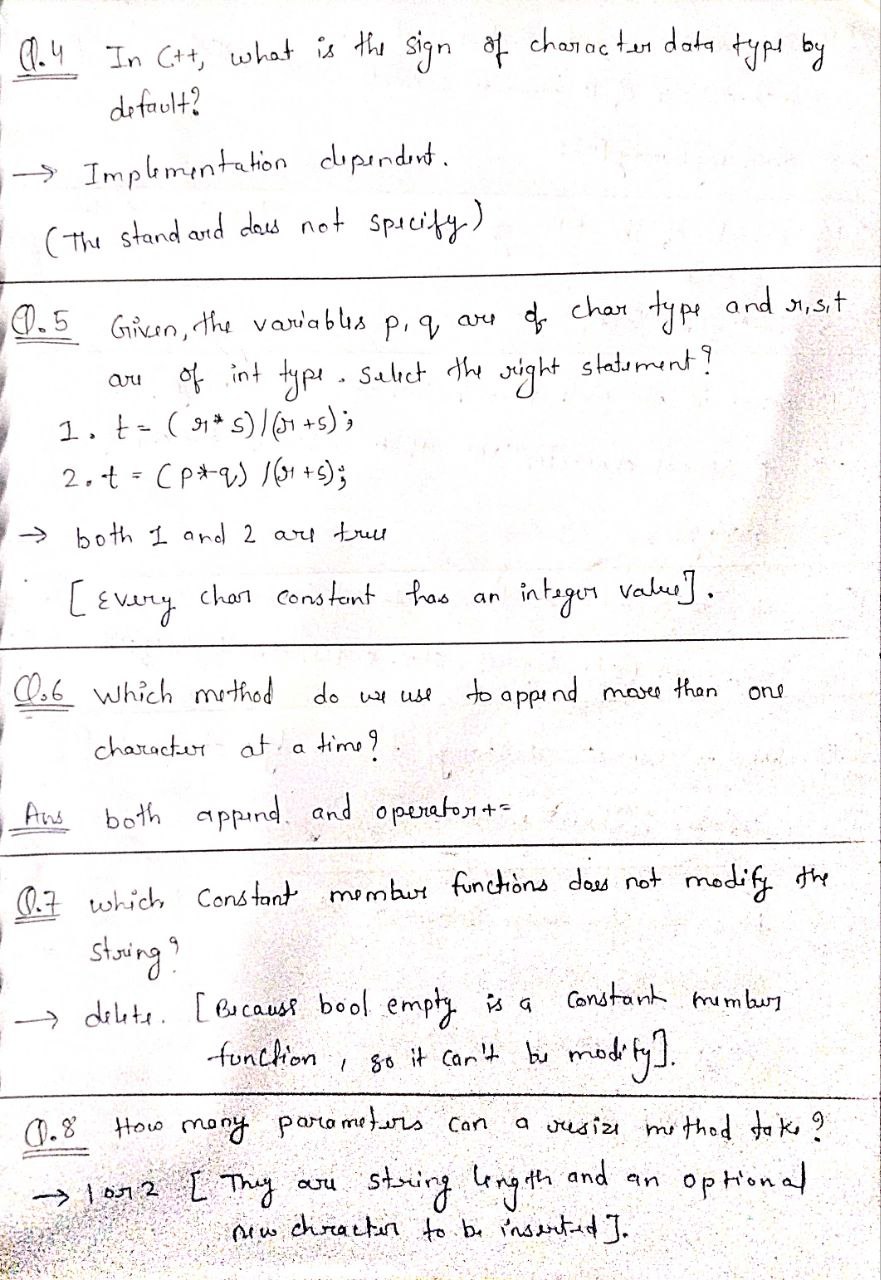 Q.4 In C++, what is the sign of character data type by
default?
→ Implementation dependent.
(The standard does not specify)
Q.5 Given, the variables p, q are of char type and r,s,t
are of int type. Select the right statement?
1. t = (r* s)/(r +s);
2. t = (p*q) /(r +s);
→ both 1 and 2 are true
[Every char constant has an integer value].
Q.6 Which method do we use to append more than one
character at a time?
Ans both append. and operator+=
Q.7 which Constant member functions does not modify the
string?
→ delete. [Because bool empty is a constant member
function, so it can't be modify].
Q.8 How many parameters can a resize method take?
→ 1 or 2 [They are string length and an optional
new chracter to be inserted].